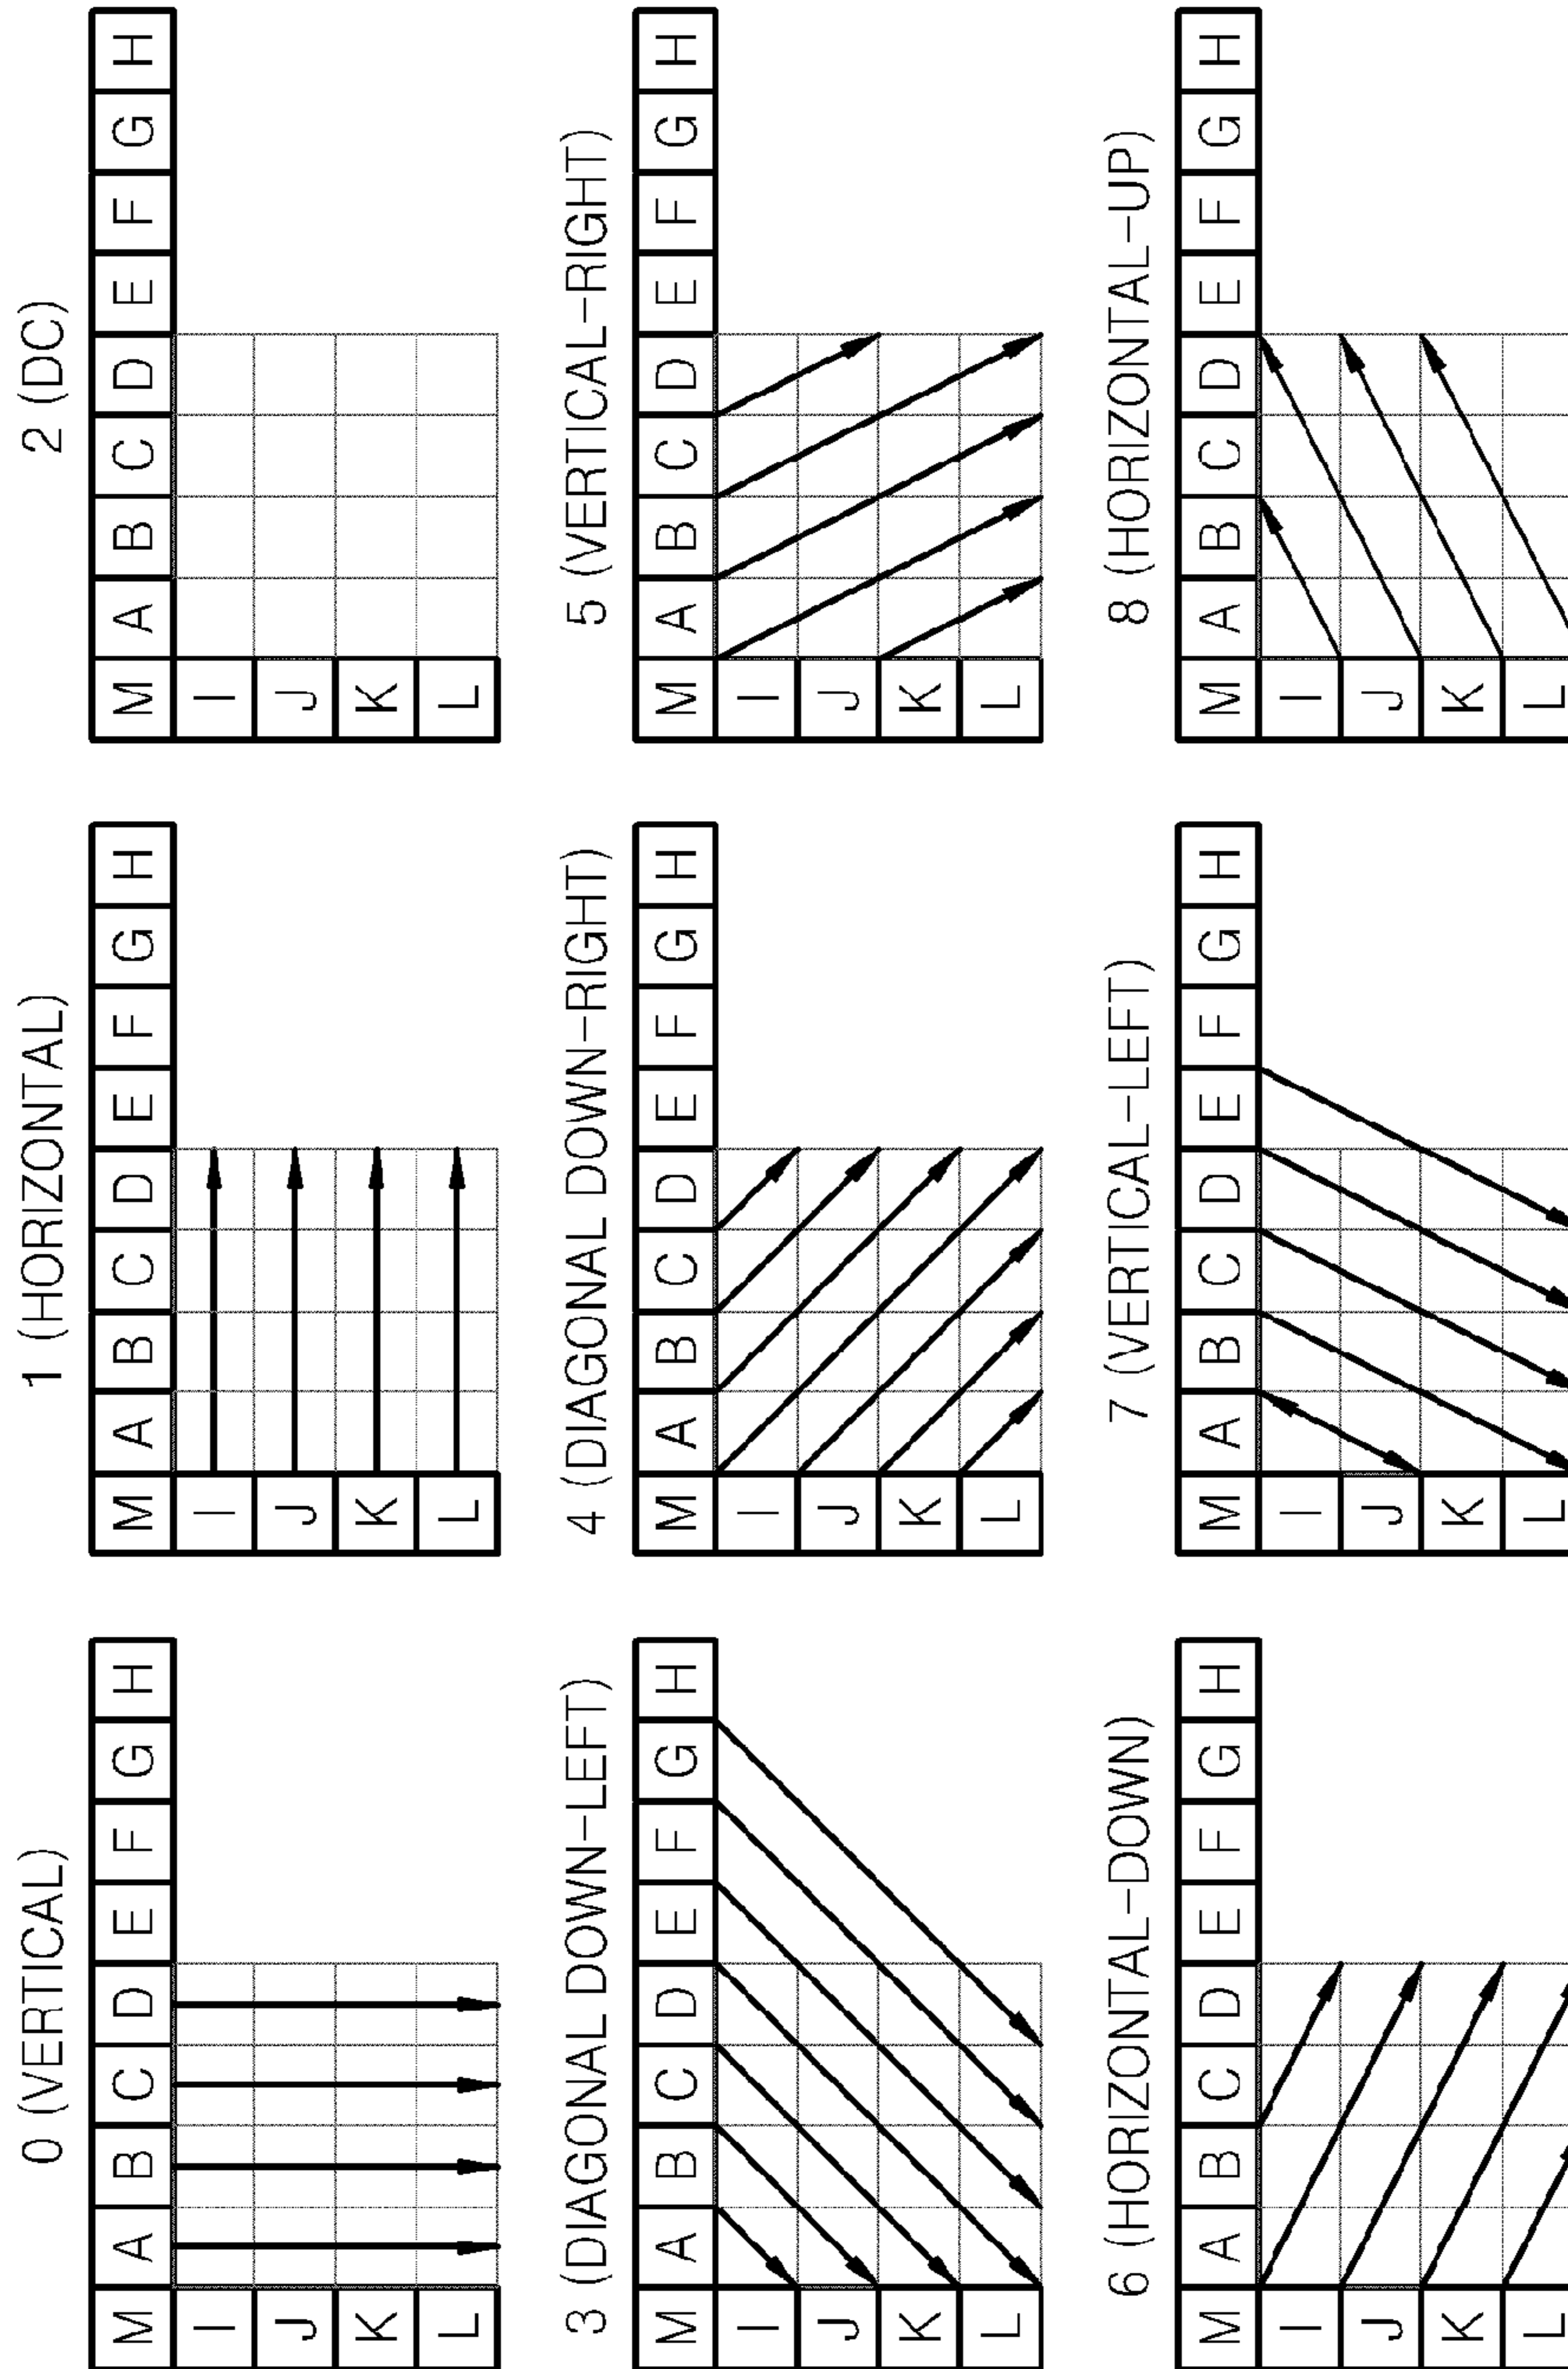 0 (VERTICAL)
M A B C D E F G H
I
J
K
L
1 (HORIZONTAL)
M A B C D E F G H
I
J
K
L
2 (DC)
M A B C D E F G H
I
J
K
L
3 (DIAGONAL DOWN-LEFT)
M A B C D E F G H
I
J
K
L
4 (DIAGONAL DOWN-RIGHT)
M A B C D E F G H
I
J
K
L
5 (VERTICAL-RIGHT)
M A B C D E F G H
I
J
K
L
6 (HORIZONTAL-DOWN)
M A B C D E F G H
I
J
K
L
7 (VERTICAL-LEFT)
M A B C D E F G H
I
J
K
L
8 (HORIZONTAL-UP)
M A B C D E F G H
I
J
K
L